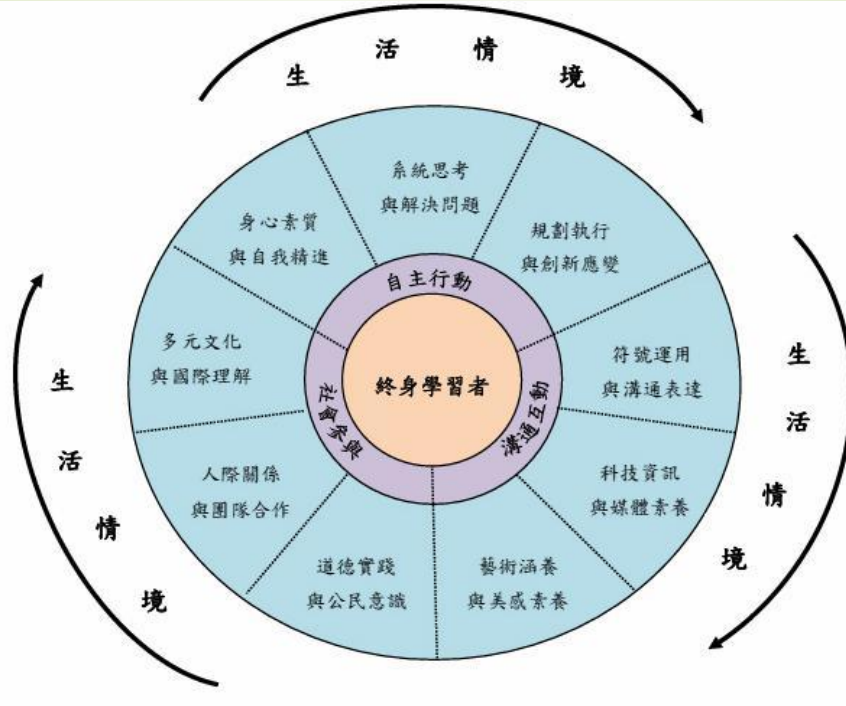 生活情境
系統思考
與解決問題
身心素質
與自我精進
規劃執行
與創新應變
自主行動
多元文化
與國際理解
符號運用
與溝通表達
生活情境
生活情境
終身學習者
社會參與
溝通互動
人際關係
與團隊合作
科技資訊
與媒體素養
道德實踐
與公民意識
藝術涵養
與美感素養